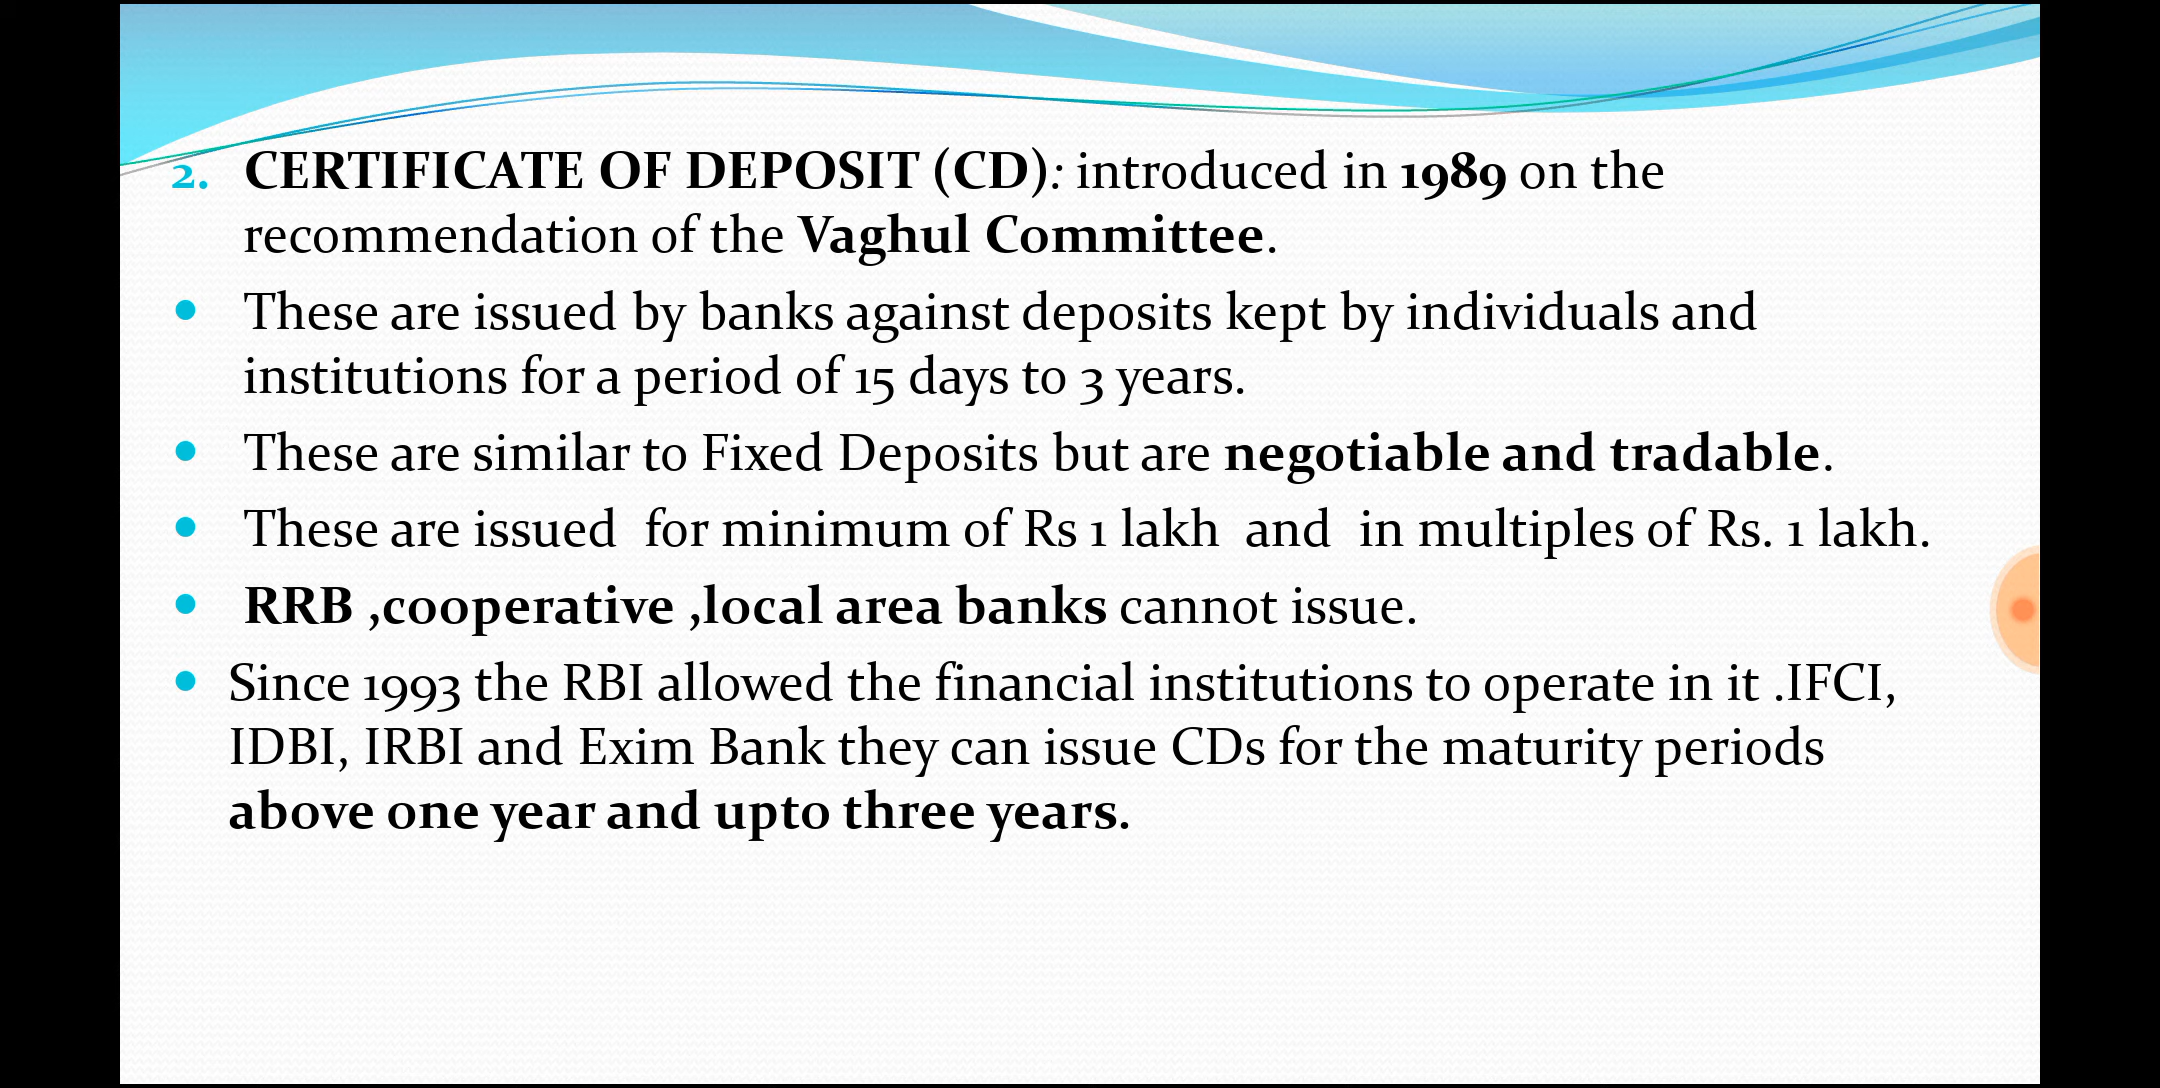 2. CERTIFICATE OF DEPOSIT (CD): introduced in 1989 on the
recommendation of the Vaghul Committee.
• These are issued by banks against deposits kept by individuals and
institutions for a period of 15 days to 3 years.
• These are similar to Fixed Deposits but are negotiable and tradable.
• These are issued  for minimum of Rs 1 lakh  and  in multiples of Rs. 1 lakh.
• RRB ,cooperative ,local area banks cannot issue.
• Since 1993 the RBI allowed the financial institutions to operate in it .IFCI,
IDBI, IRBI and Exim Bank they can issue CDs for the maturity periods
above one year and upto three years.